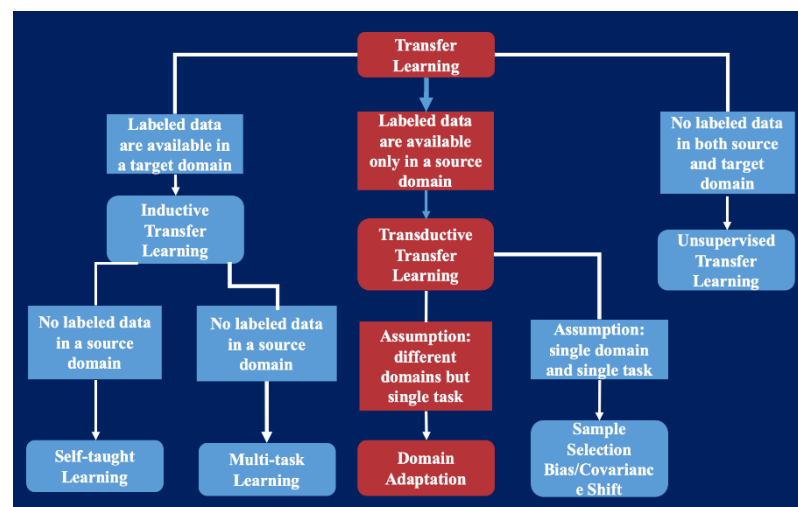 Transfer
Learning
Labeled data
are available in
a target domain
Labeled data
are available
only in a source
domain
No labeled data
in both source
and target
domain
Inductive
Transfer
Learning
Transductive
Transfer
Learning
Unsupervised
Transfer
Learning
No labeled data
in a source
domain
No labeled data
in a source
domain
Assumption:
different
domains but
single task
Assumption:
single domain
and single task
Self-taught
Learning
Multi-task
Learning
Domain
Adaptation
Sample
Selection
Bias/Covarianc
e Shift